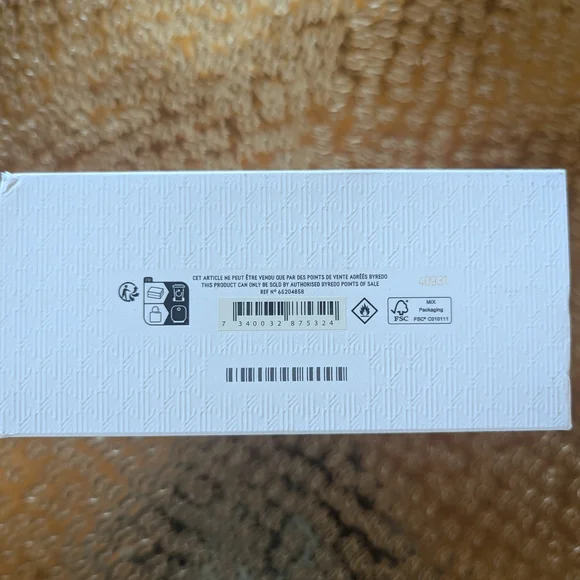 CET ARTICLE NE PEUT ÊTRE VENDU QUE PAR DES POINTS DE VENTE AGRÉÉS BYREDO
THIS PRODUCT CAN ONLY BE SOLD BY AUTHORISED BYREDO POINTS OF SALE
REF Nº 65204858
7 340032 875324
FSC
MIX
Packaging
FSC® C010111